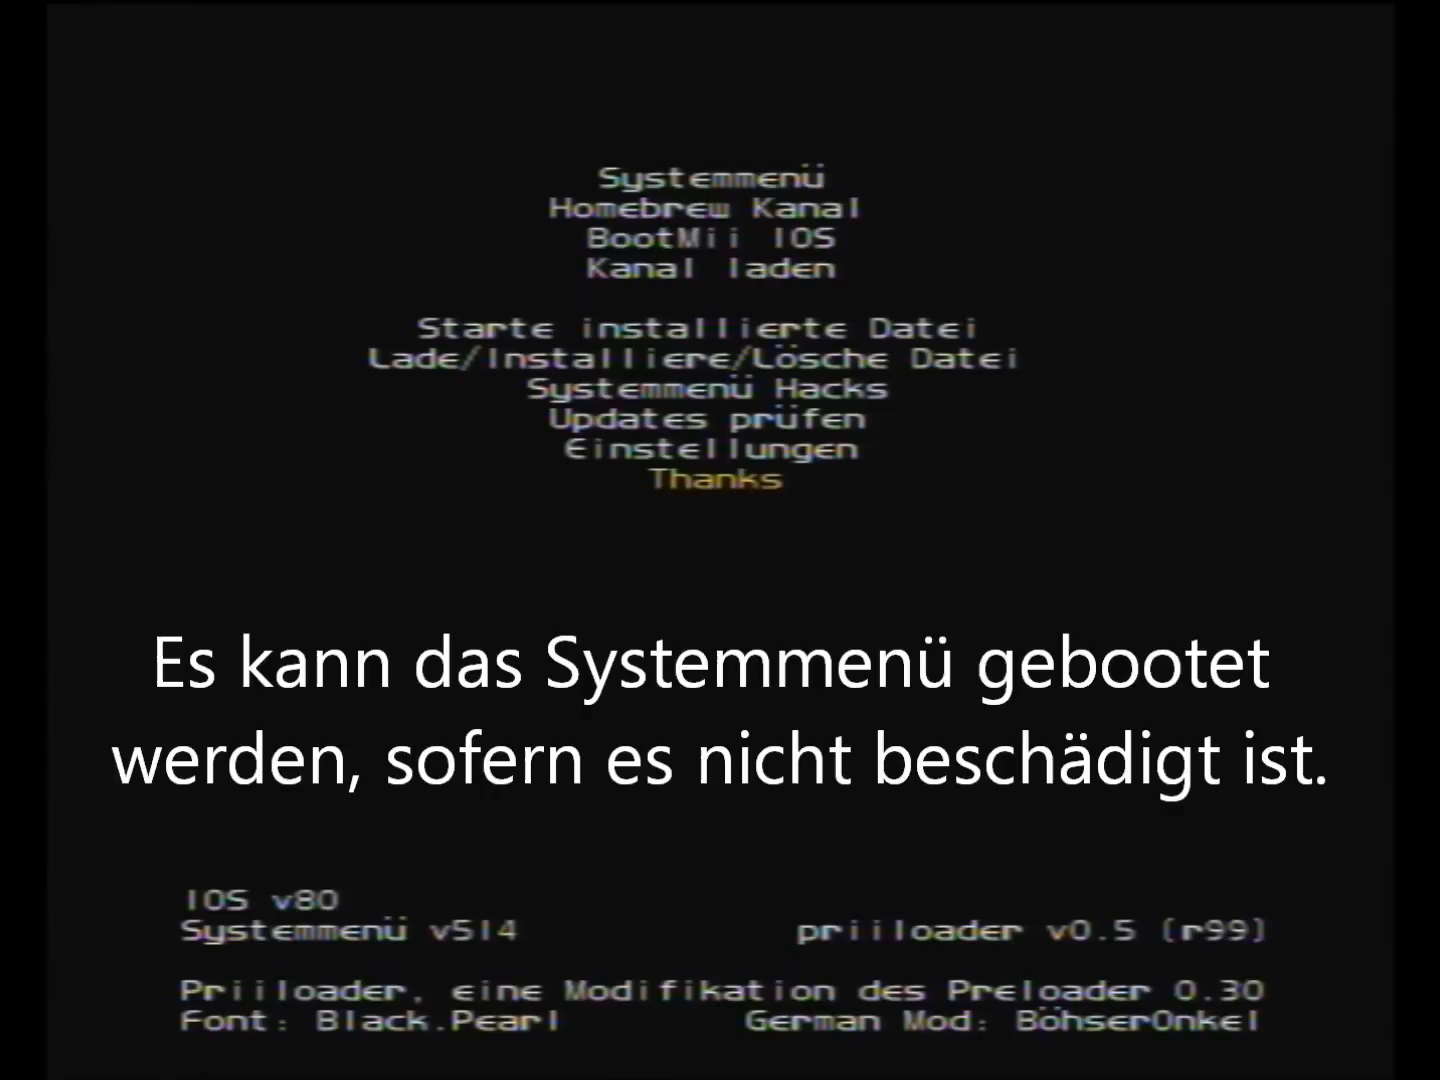 Systemmenü
Homebrew Kanal
BootMii IOS
Kanal laden
Starte installierte Datei
Lade/Installiere/Lösche Datei
Systemmenü Hacks
Updates prüfen
Einstellungen
Thanks
Es kann das Systemmenü gebootet
werden, sofern es nicht beschädigt ist.
IOS v80
Systemmenü v514
priiloader v0.5 (r99)
Priiloader, eine Modifikation des Preloader 0.30
Font: Black.Pearl
German Mod: BöhserOnkel